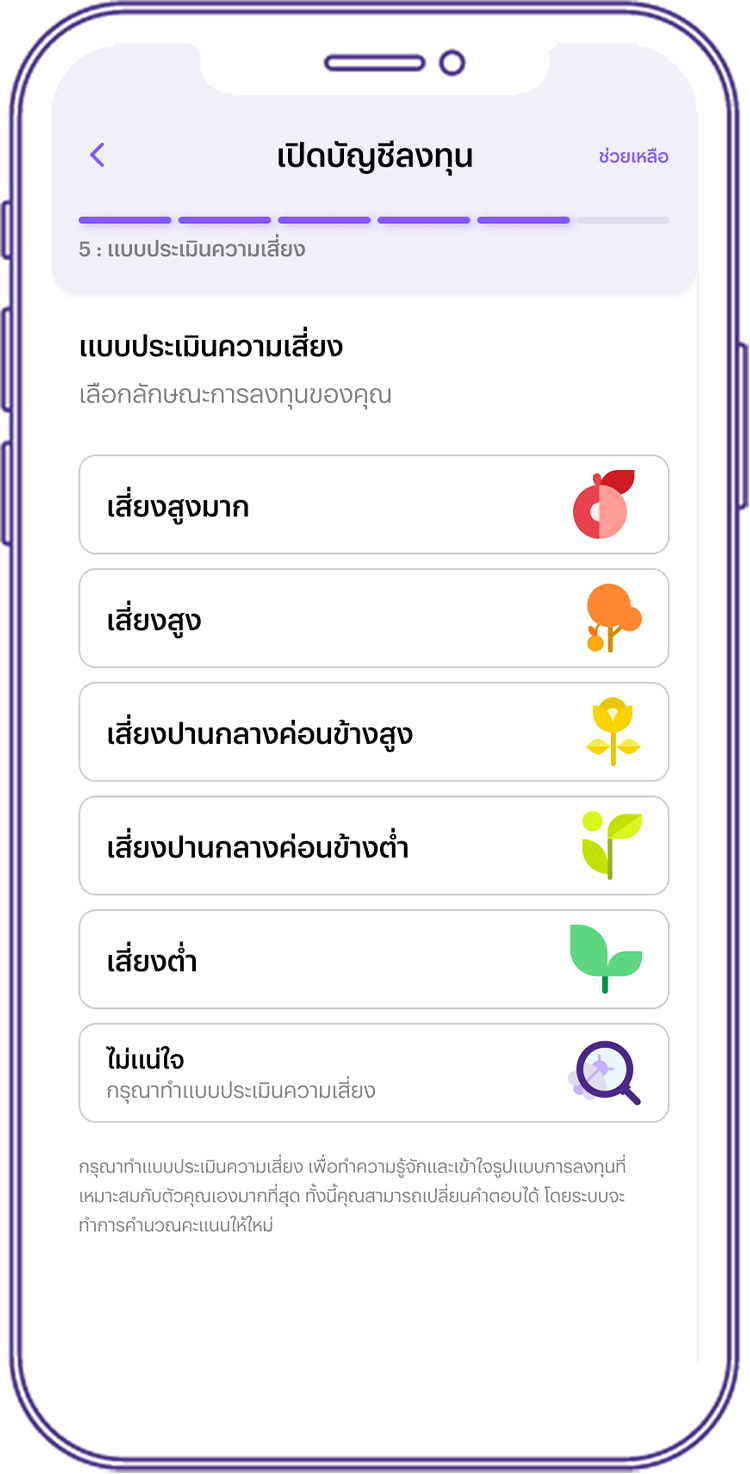 เปิดบัญชีลงทุน
ช่วยเหลือ
5 : แบบประเมินความเสี่ยง
แบบประเมินความเสี่ยง
เลือกลักษณะการลงทุนของคุณ
เสี่ยงสูงมาก
เสี่ยงสูง
เสี่ยงปานกลางค่อนข้างสูง
เสี่ยงปานกลางค่อนข้างต่ำ
เสี่ยงต่ำ
ไม่แน่ใจ
กรุณาทำแบบประเมินความเสี่ยง
กรุณาทำแบบประเมินความเสี่ยง เพื่อทำความรู้จักและเข้าใจรูปแบบการลงทุนที่
เหมาะสมกับตัวคุณเองมากที่สุด ทั้งนี้คุณสามารถเปลี่ยนคำตอบได้ โดยระบบจะ
ทำการคำนวณคะแนนให้ใหม่